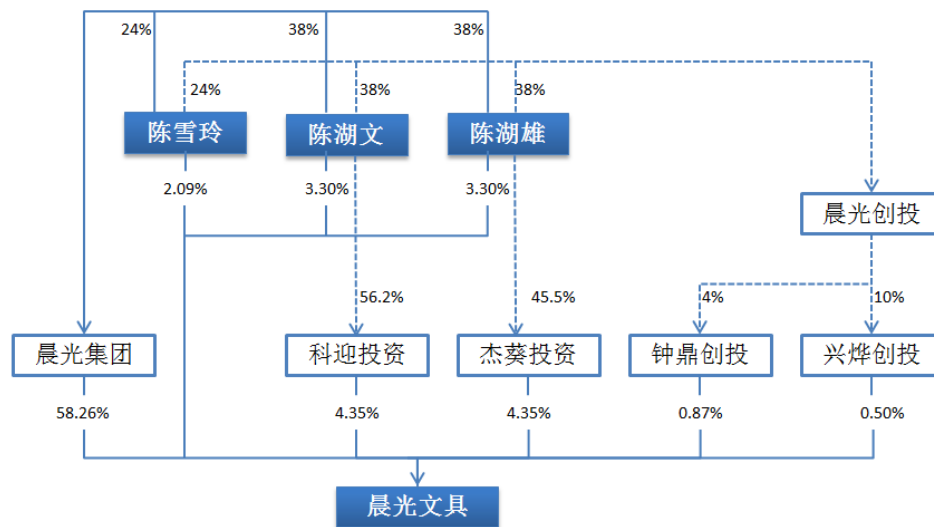 24%
38%
38%
24%
38%
38%
陈雪玲
陈湖文
陈湖雄
2.09%
3.30%
3.30%
晨光创投
56.2%
45.5%
4%
10%
晨光集团
科迎投资
杰葵投资
钟鼎创投
兴烨创投
58.26%
4.35%
4.35%
0.87%
0.50%
晨光文具